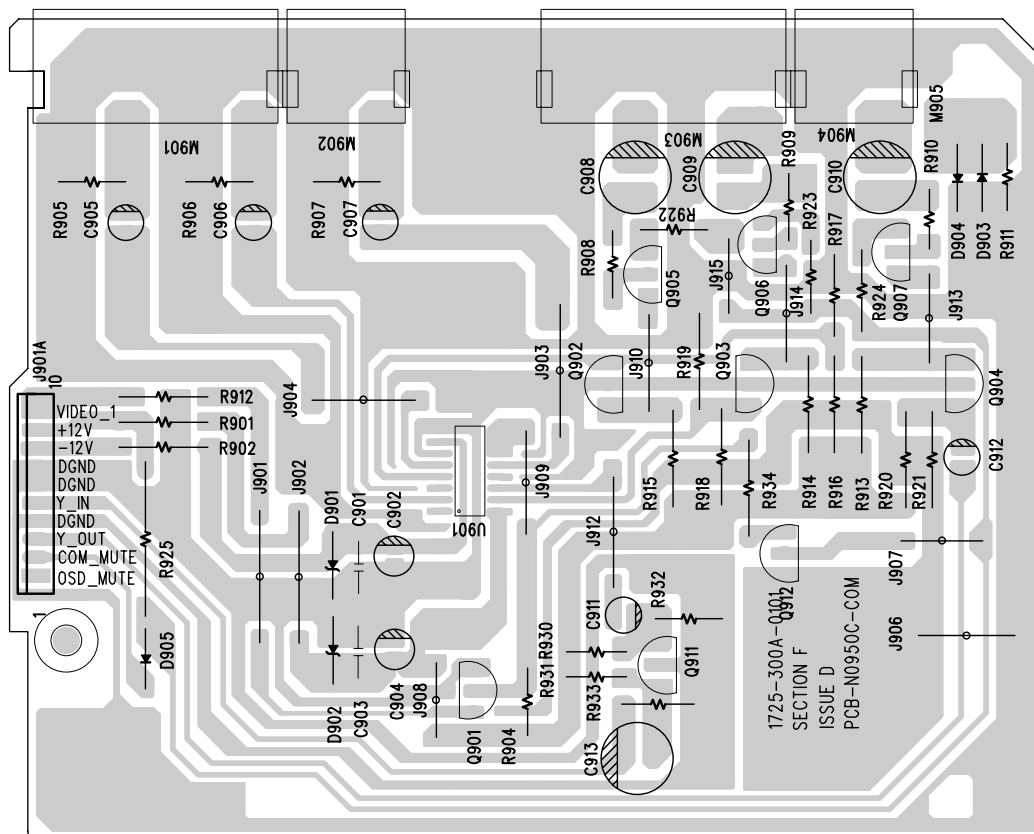 M901
M902
M903
M904
M905
R905
C905
R906
C906
R907
C907
C908
C909
R909
C910
R910
R922
R908
Q905
J915
Q906
R923
J914
R917
R924
Q907
J913
D904
D903
R911
J901A
10
VIDEO_1
+12V
-12V
DGND
DGND
Y_IN
DGND
Y_OUT
COM_MUTE
OSD_MUTE
1
R912
R901
R902
R925
D905
J904
J903
Q902
J910
R919
Q903
Q904
C912
J901
J902
D901
C901
C902
U901
J909
J912
R915
R918
R934
R914
R916
R913
R920
R921
D902
C903
C904
J908
Q901
R904
R931
R930
C911
R932
R933
Q911
C913
Q912
J907
J906
1725-300A-0101
SECTION F
ISSUE D
PCB-N0950C-COM